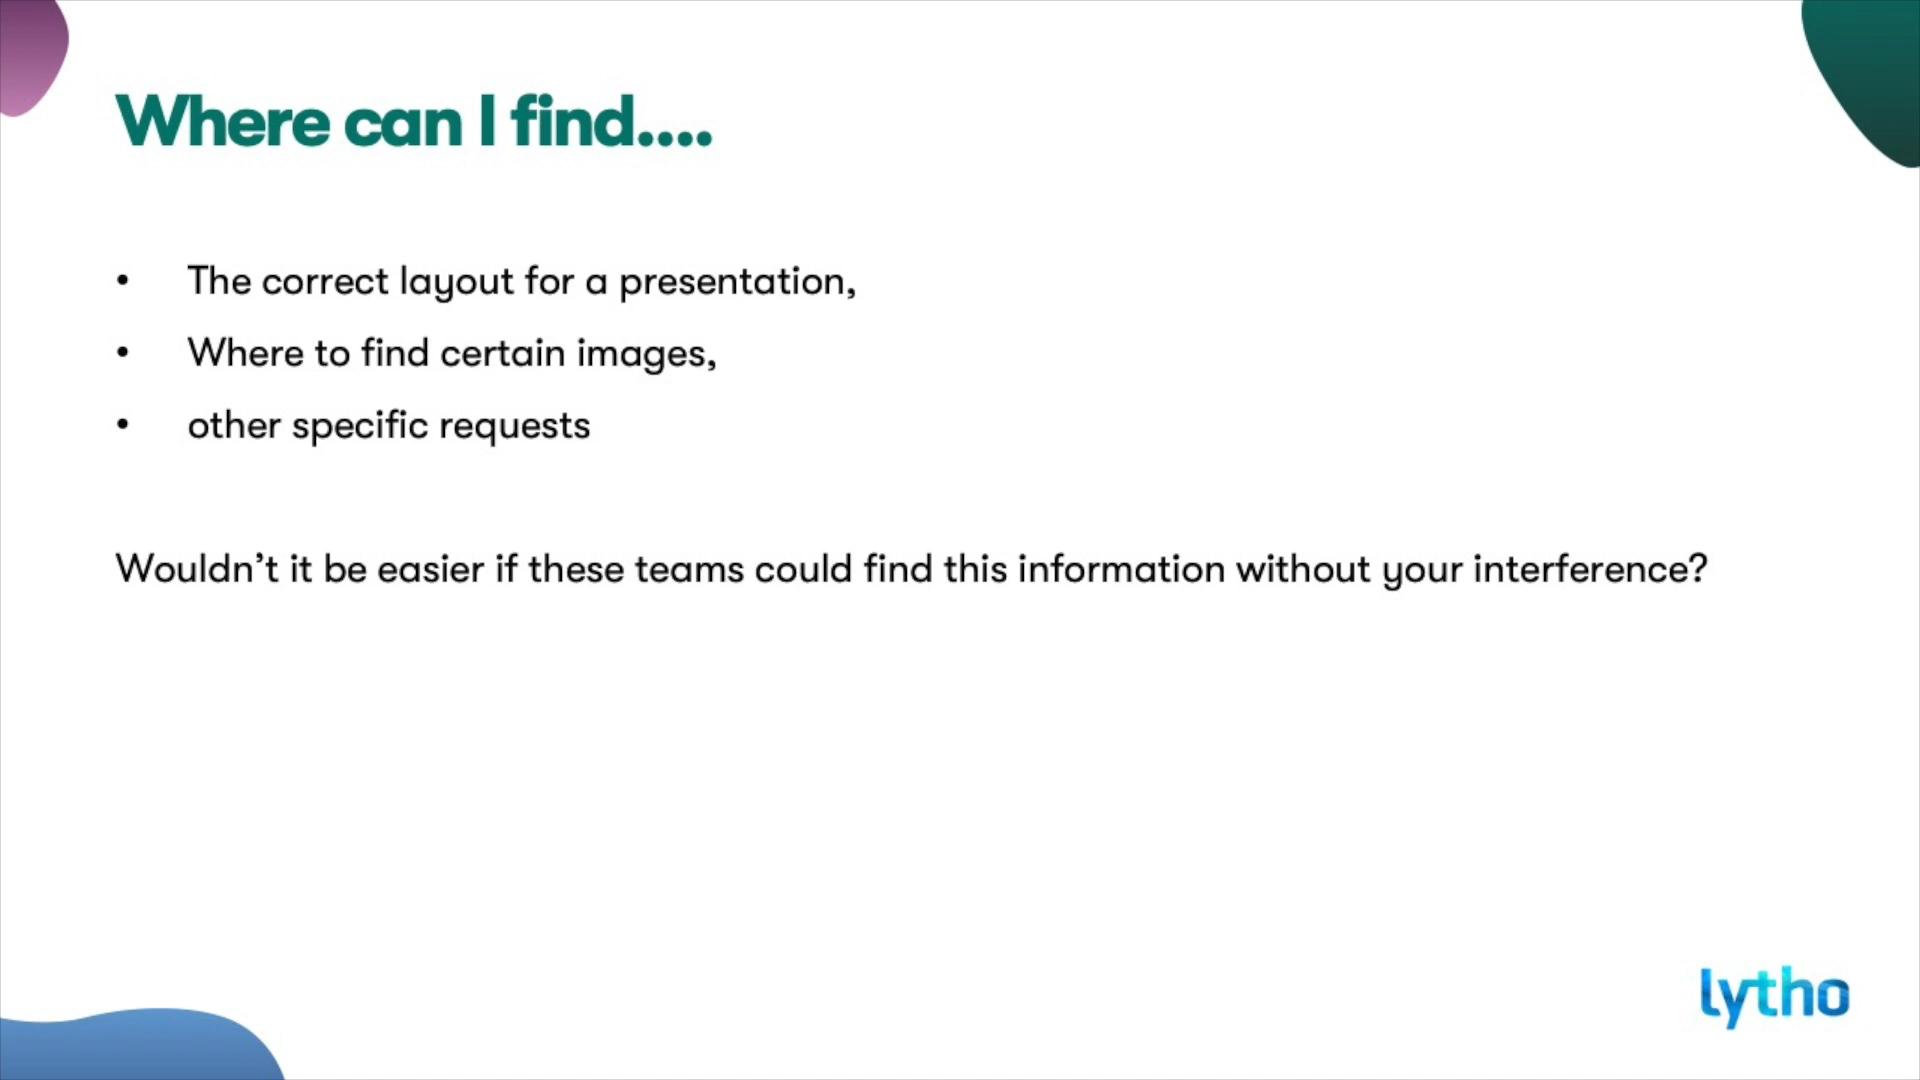 Where can I find....
• The correct layout for a presentation,
• Where to find certain images,
• other specific requests
Wouldn’t it be easier if these teams could find this information without your interference?
lytho